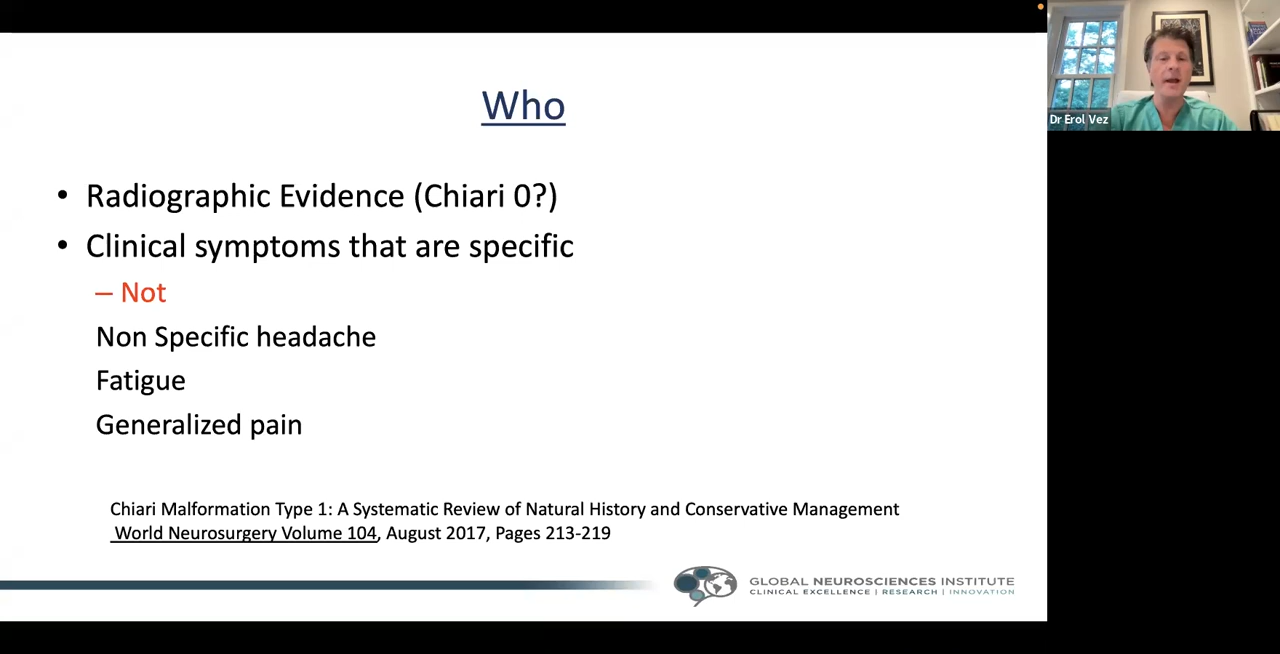 Who
• Radiographic Evidence (Chiari 0?)
• Clinical symptoms that are specific
– Not
Non Specific headache
Fatigue
Generalized pain
Chiari Malformation Type 1: A Systematic Review of Natural History and Conservative Management
World Neurosurgery Volume 104, August 2017, Pages 213-219
GLOBAL NEUROSCIENCES INSTITUTE
CLINICAL EXCELLENCE | RESEARCH | INNOVATION
Dr Erol Vez